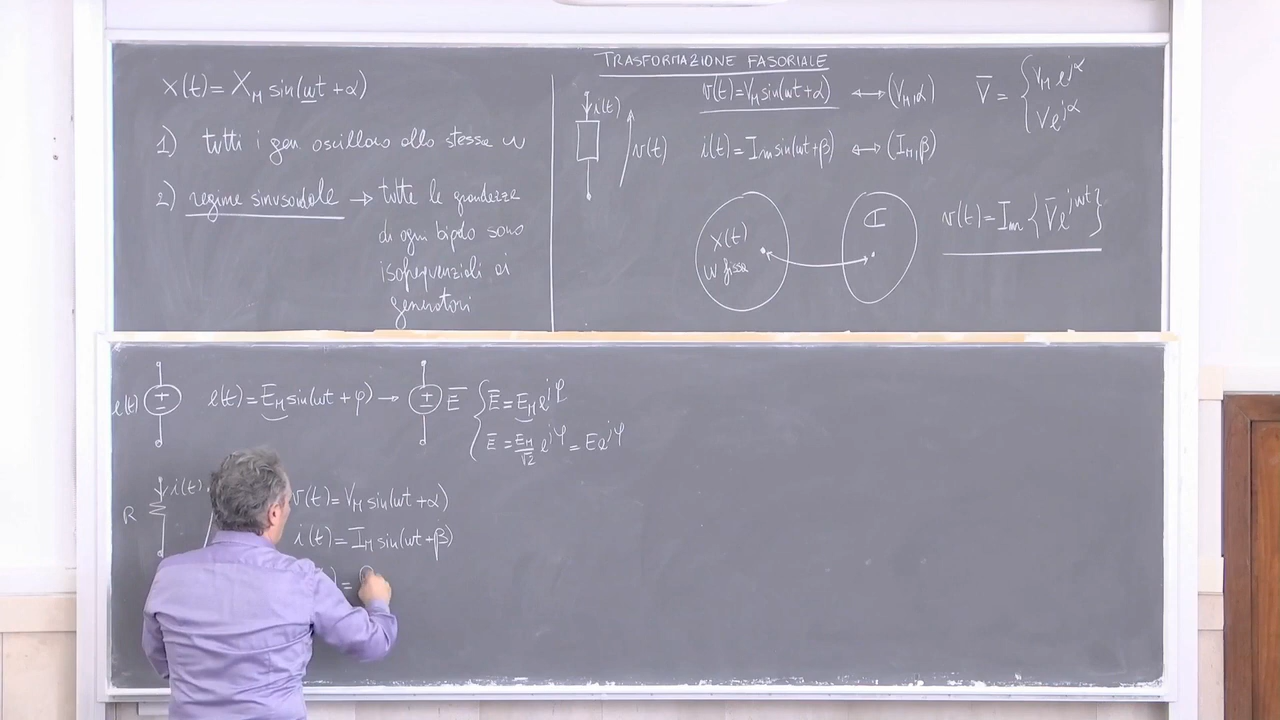 x(t) = X_M sin(ωt + α)
1) tutti i gen. oscillano alla stessa ω
2) regime sinusoidale → tutte le grandezze
di ogni bipolo sono
isofrequenziali ai
generatori
TRASFORMAZIONE FASORIALE
i(t)
v(t)
v(t) = V_M sin(ωt + α) ↔ (V_M, α)
i(t) = I_M sin(ωt + β) ↔ (I_M, β)
V̄ = { V_M e^{jα}
V e^{jα}
x(t)
ω fissa
ℂ
v(t) = Im { V̄ e^{jωt} }
e(t)
+
-
e(t) = E_M sin(ωt + φ) →
+
-
Ē
{ Ē = E_M e^{jφ}
Ē = E_M/√2 e^{jφ} = E e^{jφ}
R
i(t)
v(t) = V_M sin(ωt + α)
i(t) = I_M sin(ωt + β)
) =